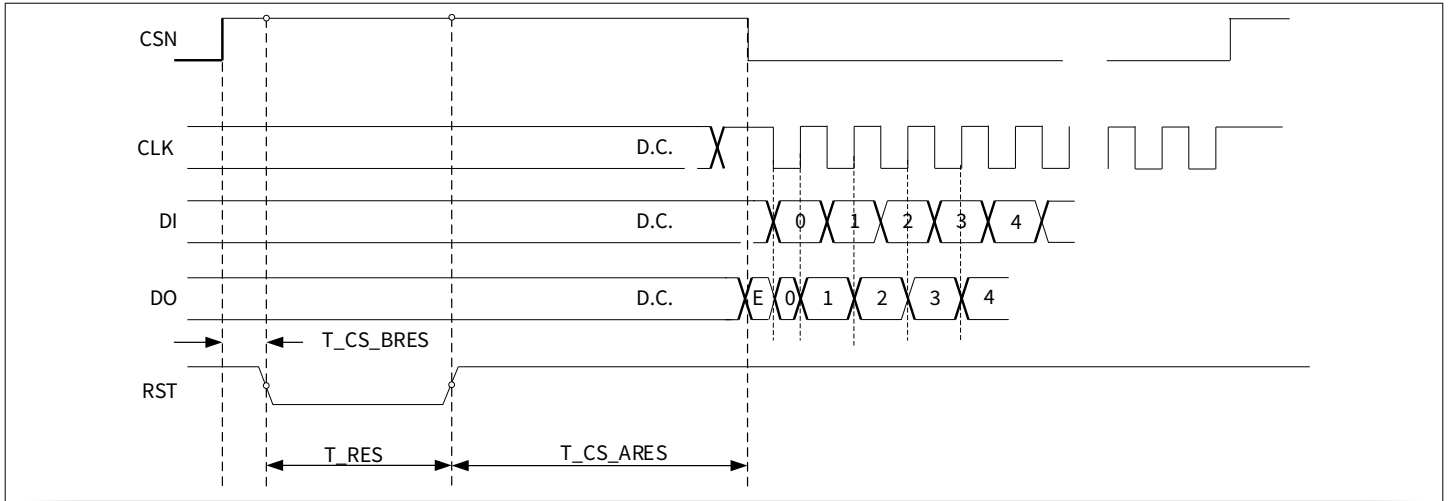 CSN
CLK D.C.
DI D.C. 0 1 2 3 4
DO D.C. E 0 1 2 3 4
T_CS_BRES
RST
T_RES T_CS_ARES